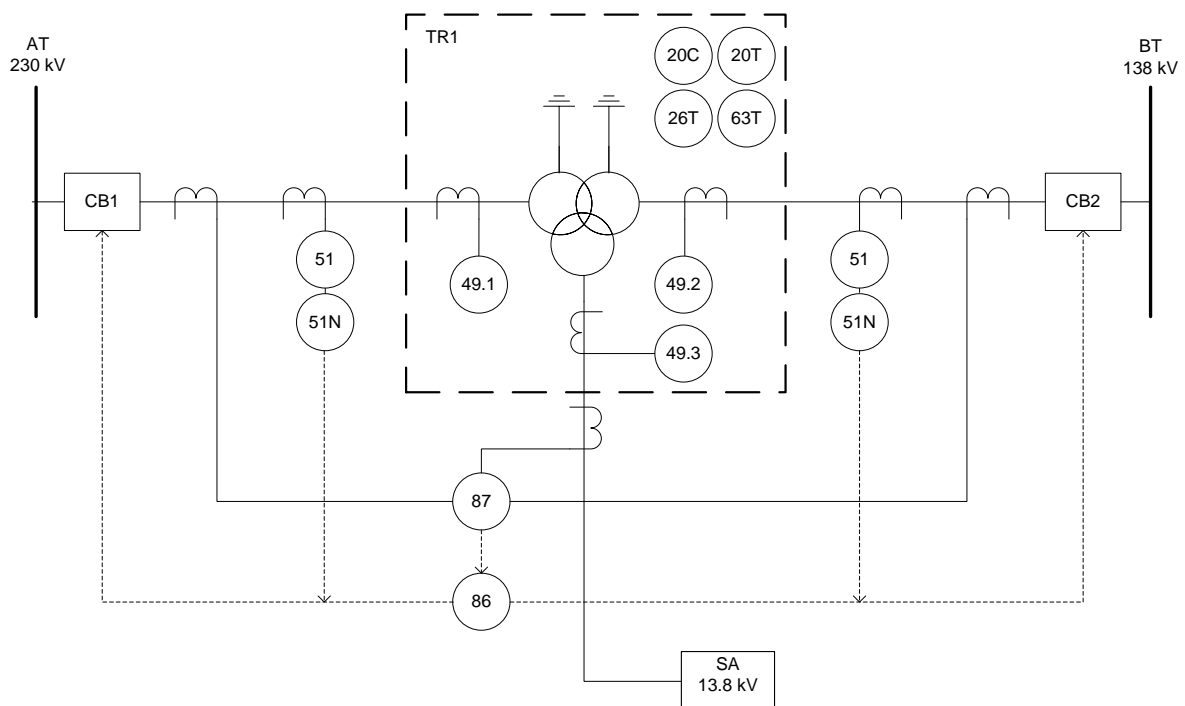 TR1
20C
20T
AT
230 kV
BT
138 kV
26T
63T
CB1
CB2
51
49.1
49.2
51
51N
51N
49.3
87
86
SA
13.8 kV